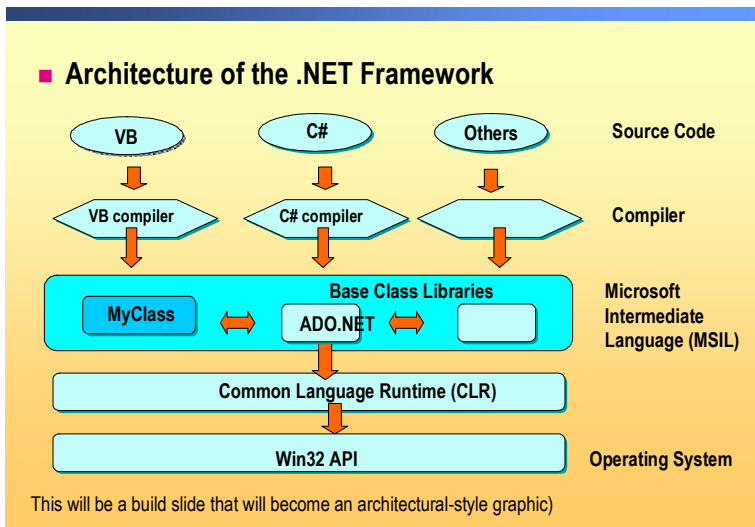 Architecture of the .NET Framework
VB
C#
Others
Source Code
VB compiler
C# compiler
Compiler
Base Class Libraries
MyClass
ADO.NET
Microsoft
Intermediate
Language (MSIL)
Common Language Runtime (CLR)
Win32 API
Operating System
This will be a build slide that will become an architectural-style graphic)